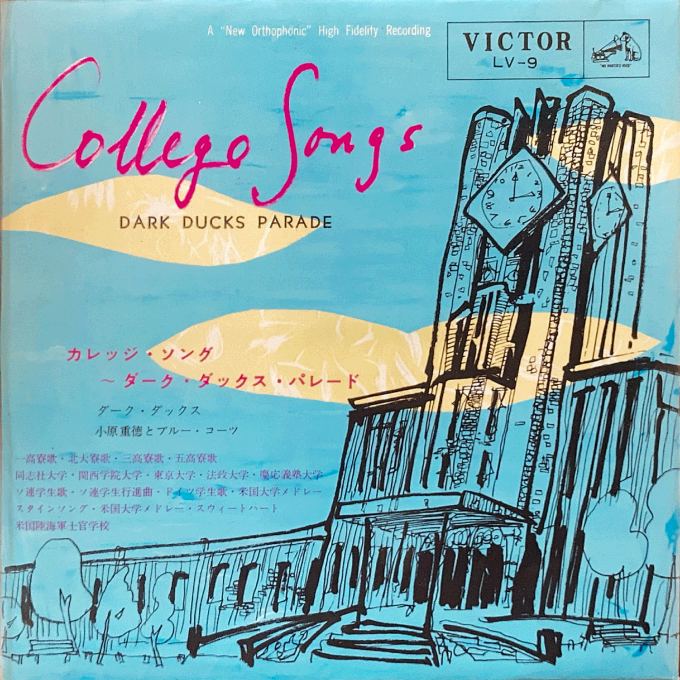 A "New Orthophonic" High Fidelity Recording
VICTOR
LV-9
"HIS MASTER'S VOICE"
College Songs
DARK DUCKS PARADE
カレッジ・ソング
～ダーク・ダックス・パレード
ダーク・ダックス
小原重徳とブルー・コーツ
一高寮歌・北大寮歌・三高寮歌・五高寮歌
同志社大学・関西学院大学・東京大学・法政大学・慶応義塾大学
ソ連学生歌・ソ連学生行進曲・ドイツ学生歌・米国大学メドレー
スタインソング・米国大学メドレー・スウィートハート
米国陸海軍士官学校